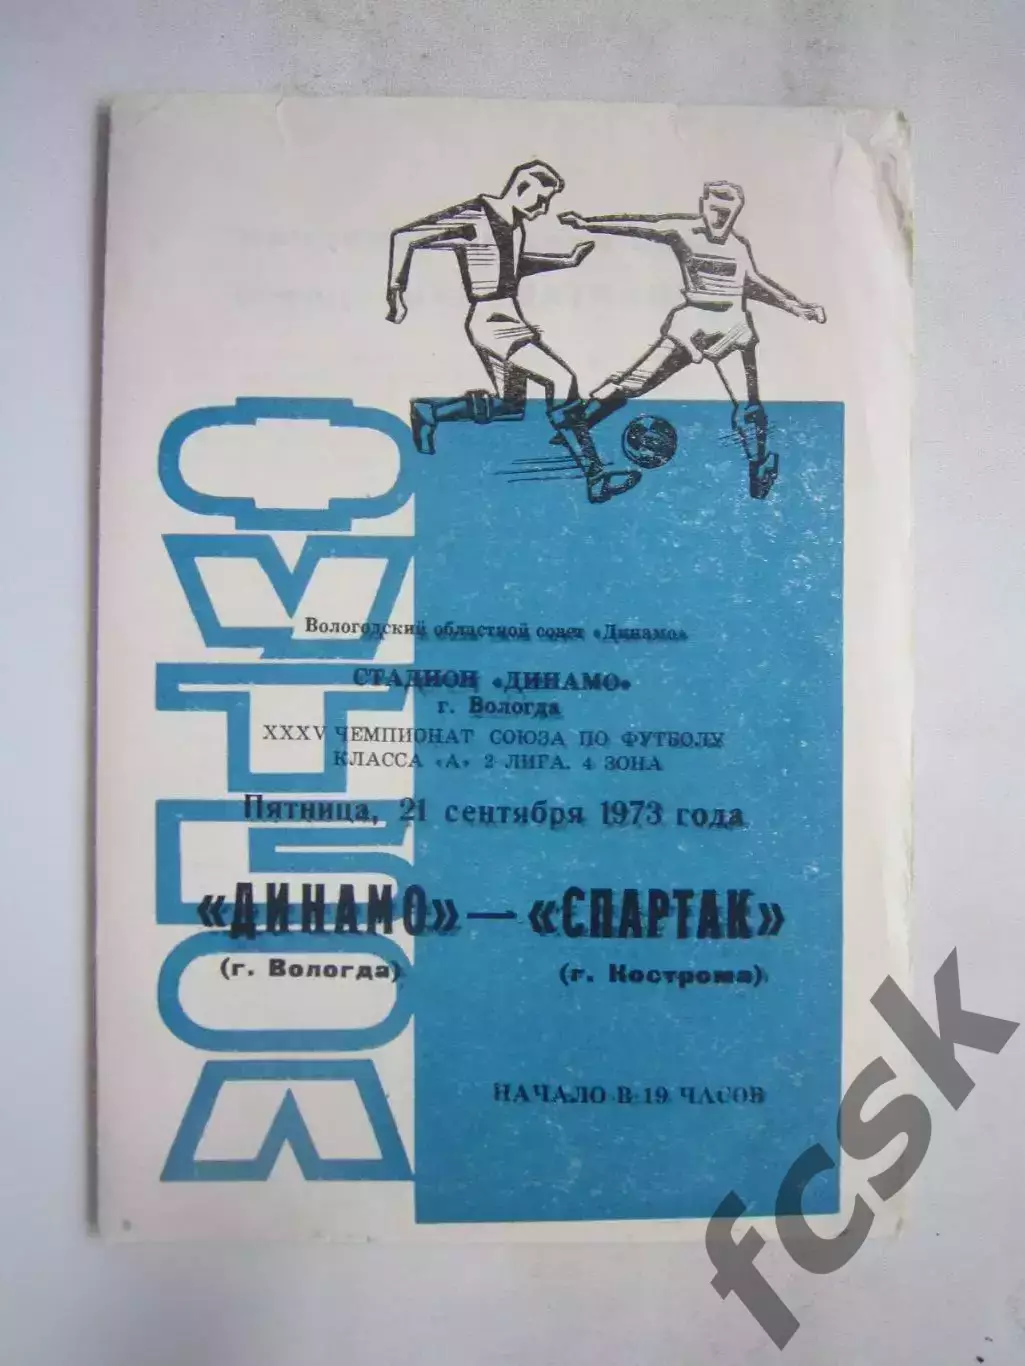 ФУТБОЛ
Вологодский областной совет «Динамо»
СТАДИОН «ДИНАМО»
г. Вологда
XXXV ЧЕМПИОНАТ СОЮЗА ПО ФУТБОЛУ
КЛАССА «А» 2 ЛИГА. 4 ЗОНА
Пятница, 21 сентября 1973 года
«ДИНАМО» — «СПАРТАК»
(г. Вологда) (г. Кострома)
НАЧАЛО В 19 ЧАСОВ
fcsk